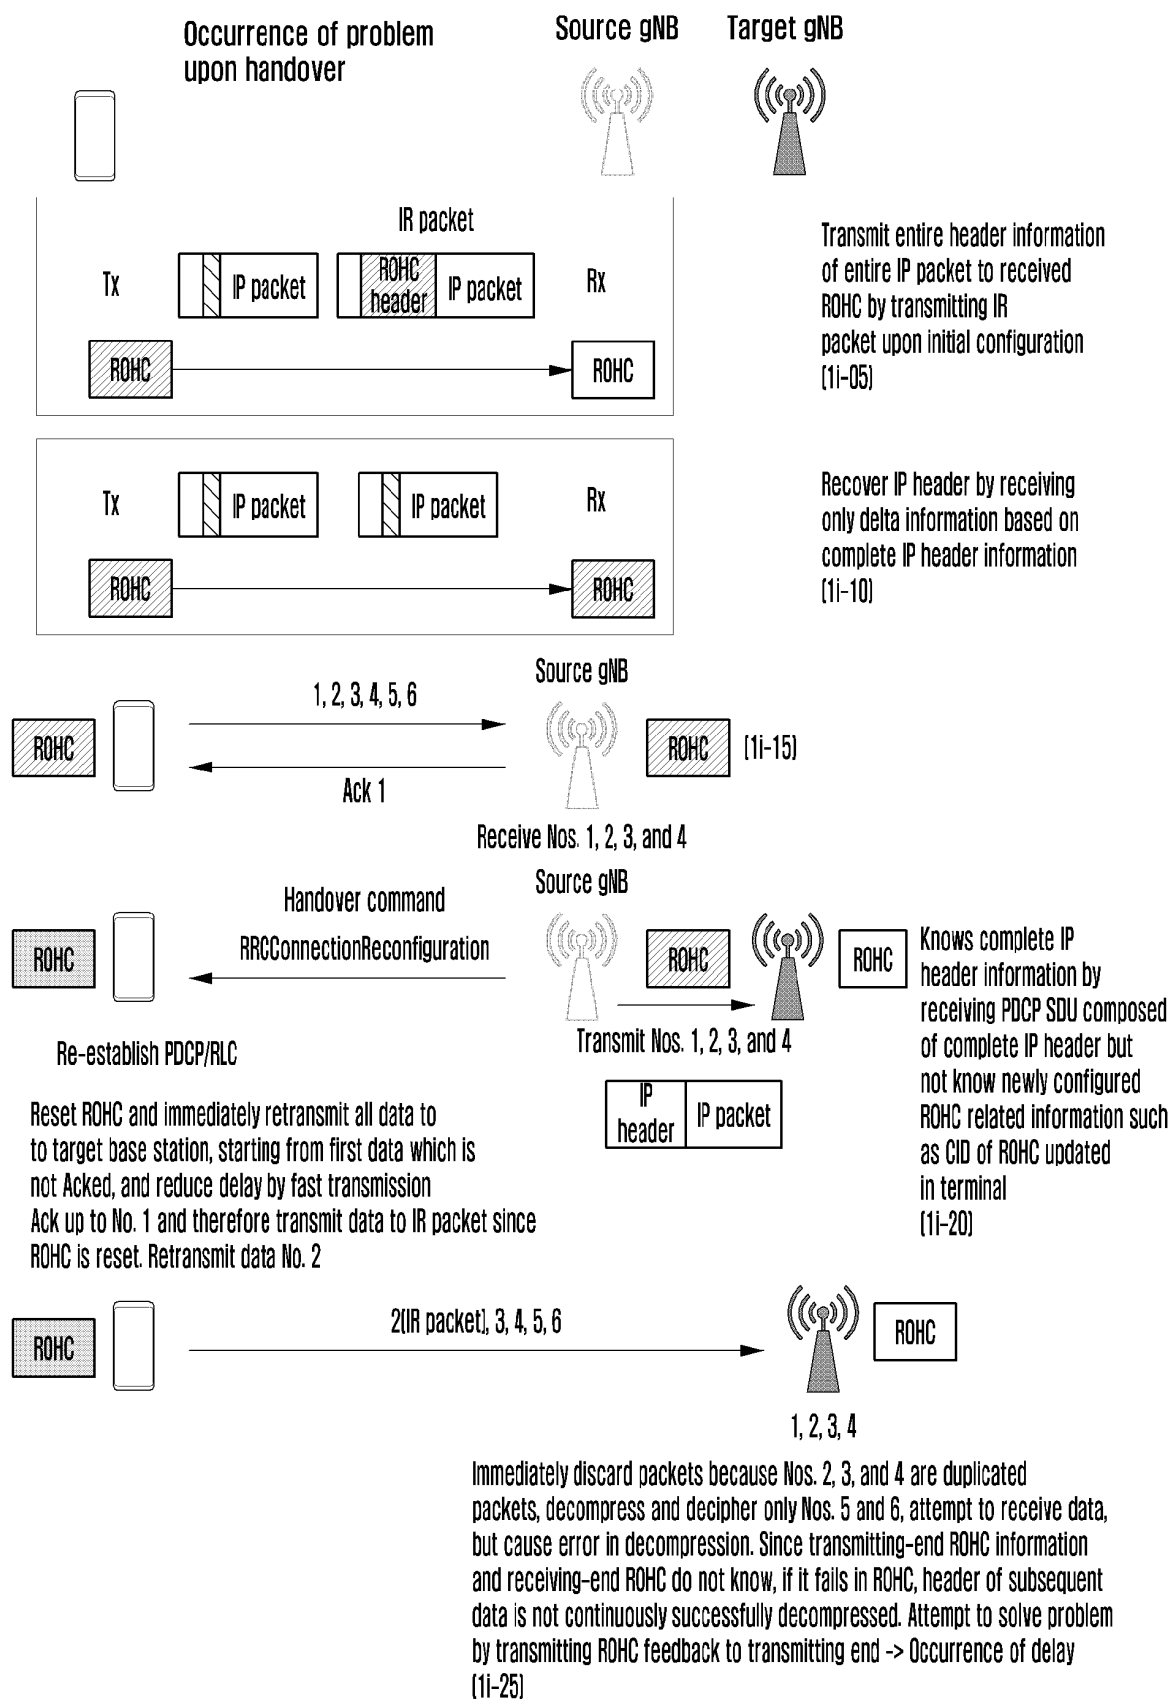 Occurrence of problem
upon handover
Source gNB
Target gNB
IR packet
Tx
IP packet
ROHC
header
IP packet
Rx
ROHC
ROHC
Transmit entire header information
of entire IP packet to received
ROHC by transmitting IR
packet upon initial configuration
(1i-05)
Tx
IP packet
IP packet
Rx
ROHC
ROHC
Recover IP header by receiving
only delta information based on
complete IP header information
(1i-10)
Source gNB
1, 2, 3, 4, 5, 6
ROHC
ROHC
(1i-15)
Ack 1
Receive Nos. 1, 2, 3, and 4
Source gNB
Handover command
RRCConnectionReconfiguration
ROHC
ROHC
ROHC
Transmit Nos. 1, 2, 3, and 4
IP
header
IP packet
Knows complete IP
header information by
receiving PDCP SDU composed
of complete IP header but
not know newly configured
ROHC related information such
as CID of ROHC updated
in terminal
(1i-20)
Re-establish PDCP/RLC
Reset ROHC and immediately retransmit all data to
to target base station, starting from first data which is
not Acked, and reduce delay by fast transmission
Ack up to No. 1 and therefore transmit data to IR packet since
ROHC is reset. Retransmit data No. 2
ROHC
2(IR packet), 3, 4, 5, 6
ROHC
1, 2, 3, 4
Immediately discard packets because Nos. 2, 3, and 4 are duplicated
packets, decompress and decipher only Nos. 5 and 6, attempt to receive data,
but cause error in decompression. Since transmitting-end ROHC information
and receiving-end ROHC do not know, if it fails in ROHC, header of subsequent
data is not continuously successfully decompressed. Attempt to solve problem
by transmitting ROHC feedback to transmitting end -> Occurrence of delay
(1i-25)